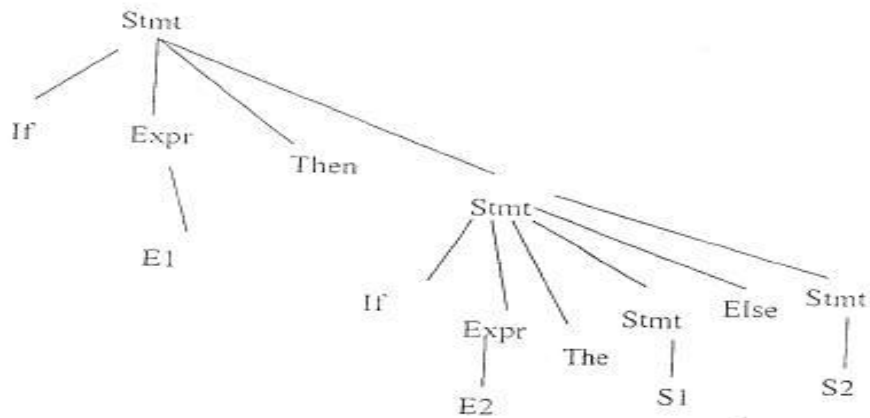 Stmt
If Expr Then
E1 Stmt
If Expr The Stmt Else Stmt
E2 S1 S2